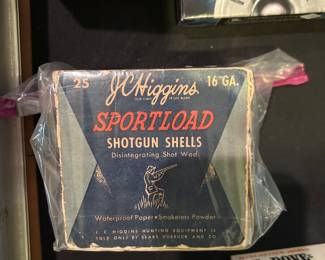 25 J.C. Higgins 16 GA.
SPORTLOAD
SHOTGUN SHELLS
Disintegrating Shot Wad
Waterproof Paper • Smokeless Powder
J. C. HIGGINS HUNTING EQUIPMENT IS
SOLD ONLY BY SEARS ROEBUCK AND CO
DOVE